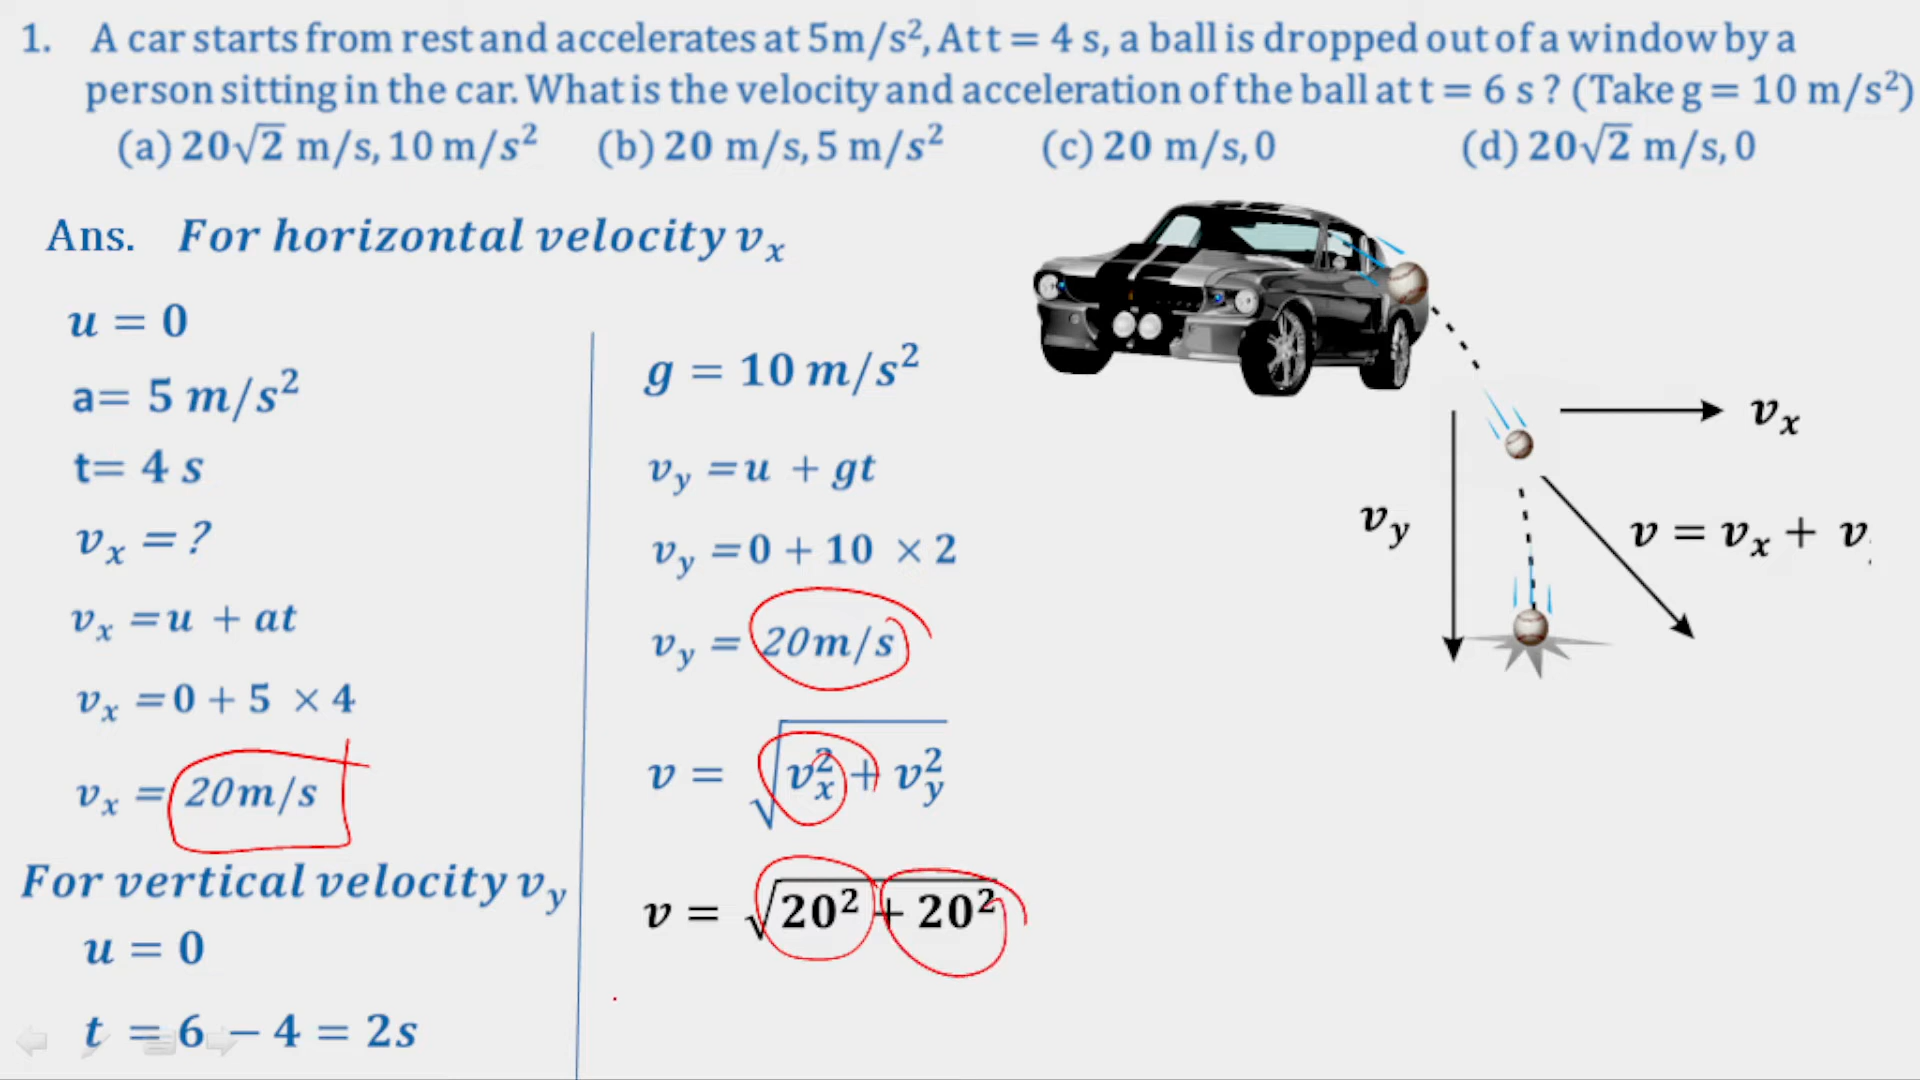 1. A car starts from rest and accelerates at 5m/s², At t = 4 s, a ball is dropped out of a window by a
person sitting in the car. What is the velocity and acceleration of the ball at t = 6 s ? (Take g = 10 m/s²)
(a) 20√2 m/s, 10 m/s² (b) 20 m/s, 5 m/s² (c) 20 m/s, 0 (d) 20√2 m/s, 0
Ans. For horizontal velocity vₓ
u = 0
a= 5 m/s²
t= 4 s
vₓ = ?
vₓ = u + at
vₓ = 0 + 5 × 4
vₓ = 20m/s
For vertical velocity v_y
u = 0
t = 6 − 4 = 2s
g = 10 m/s²
v_y = u + gt
v_y = 0 + 10 × 2
v_y = 20m/s
v = √(vₓ² + v_y²)
v = √(20² + 20²)
vₓ
v_y
v = vₓ + v